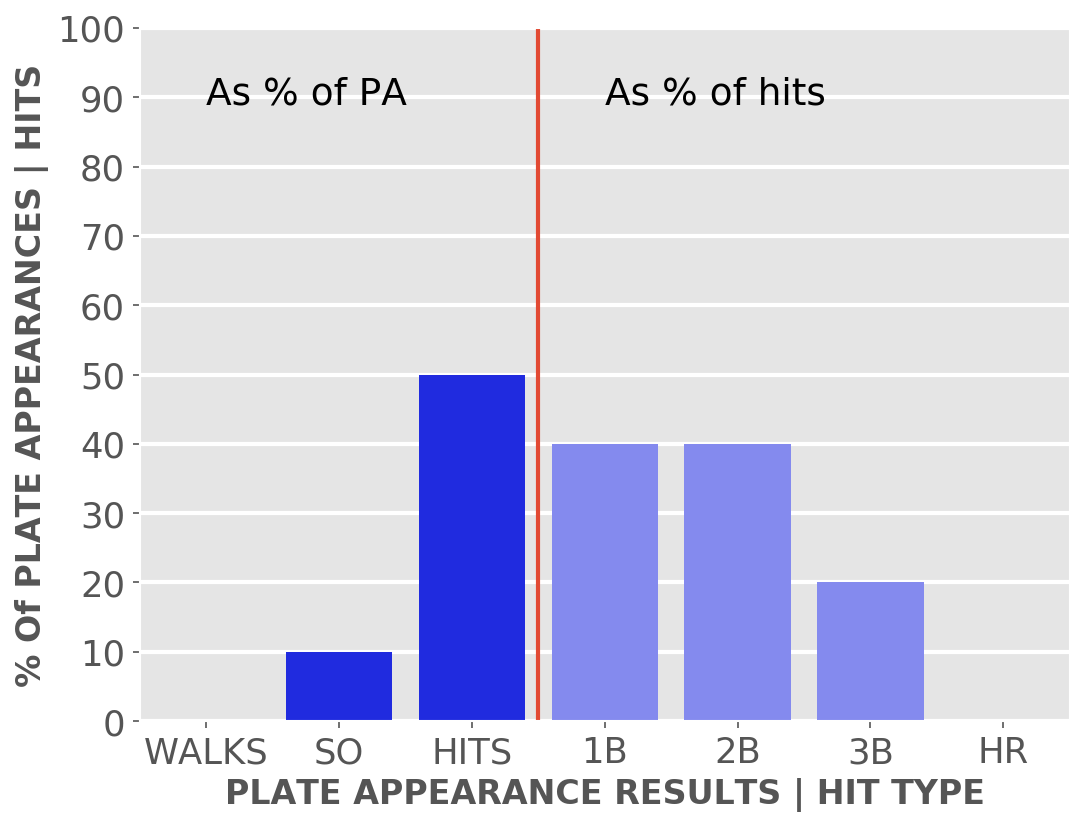 100
90
80
70
60
50
40
30
20
10
0
% Of PLATE APPEARANCES | HITS
As % of PA
As % of hits
WALKS SO HITS 1B 2B 3B HR
PLATE APPEARANCE RESULTS | HIT TYPE